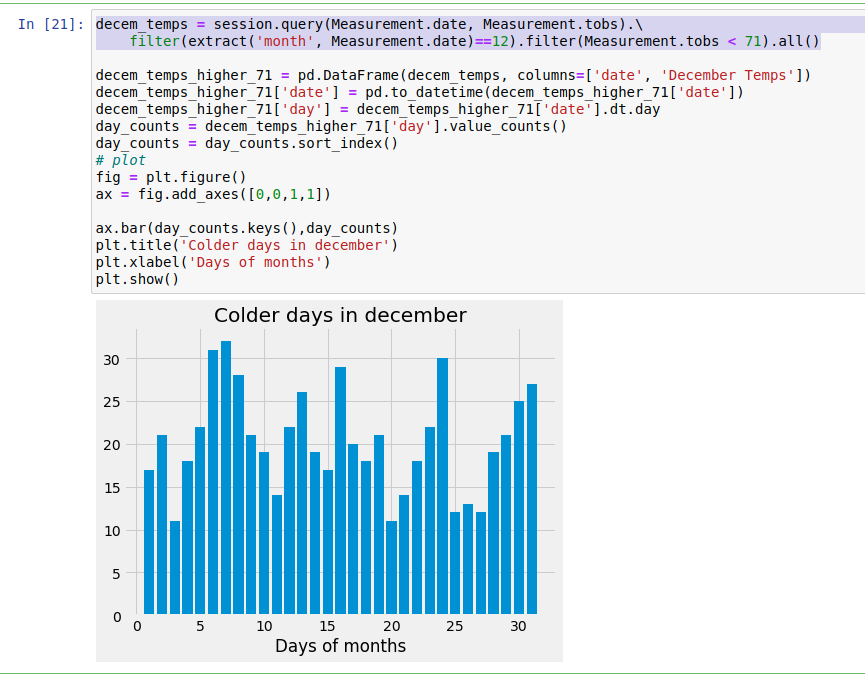 In [21]: decem_temps = session.query(Measurement.date, Measurement.tobs).\
filter(extract('month', Measurement.date)==12).filter(Measurement.tobs < 71).all()
decem_temps_higher_71 = pd.DataFrame(decem_temps, columns=['date', 'December Temps'])
decem_temps_higher_71['date'] = pd.to_datetime(decem_temps_higher_71['date'])
decem_temps_higher_71['day'] = decem_temps_higher_71['date'].dt.day
day_counts = decem_temps_higher_71['day'].value_counts()
day_counts = day_counts.sort_index()
# plot
fig = plt.figure()
ax = fig.add_axes([0,0,1,1])
ax.bar(day_counts.keys(),day_counts)
plt.title('Colder days in december')
plt.xlabel('Days of months')
plt.show()
Colder days in december
30
25
20
15
10
5
0
0 5 10 15 20 25 30
Days of months